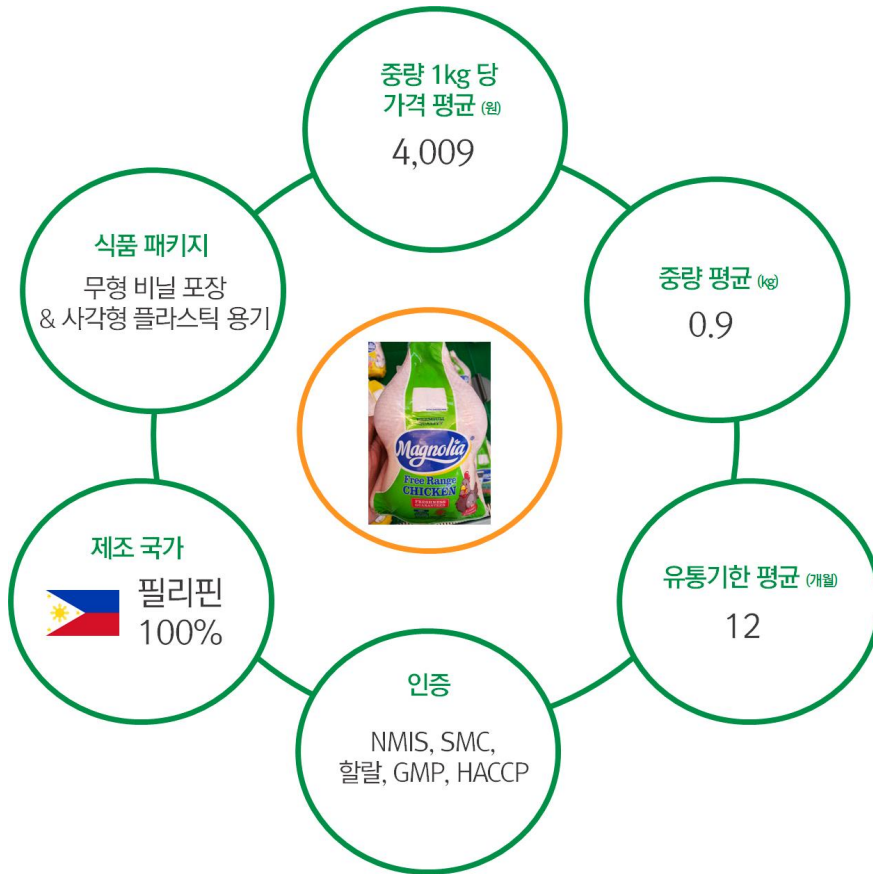 중량 1kg 당
가격 평균 (원)
4,009
식품 패키지
무형 비닐 포장
& 사각형 플라스틱 용기
중량 평균 (kg)
0.9
Magnolia
Free Range
CHICKEN
FRESHNESS
제조 국가
필리핀
100%
유통기한 평균 (개월)
12
인증
NMIS, SMC,
할랄, GMP, HACCP